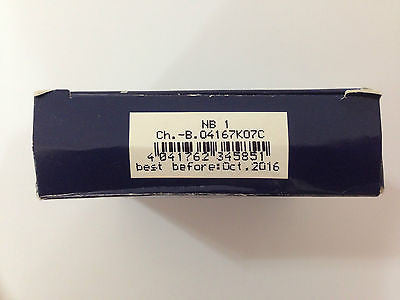 NB 1
Ch.-B.04167K07C
4 041762 345851
best before:Oct.2016